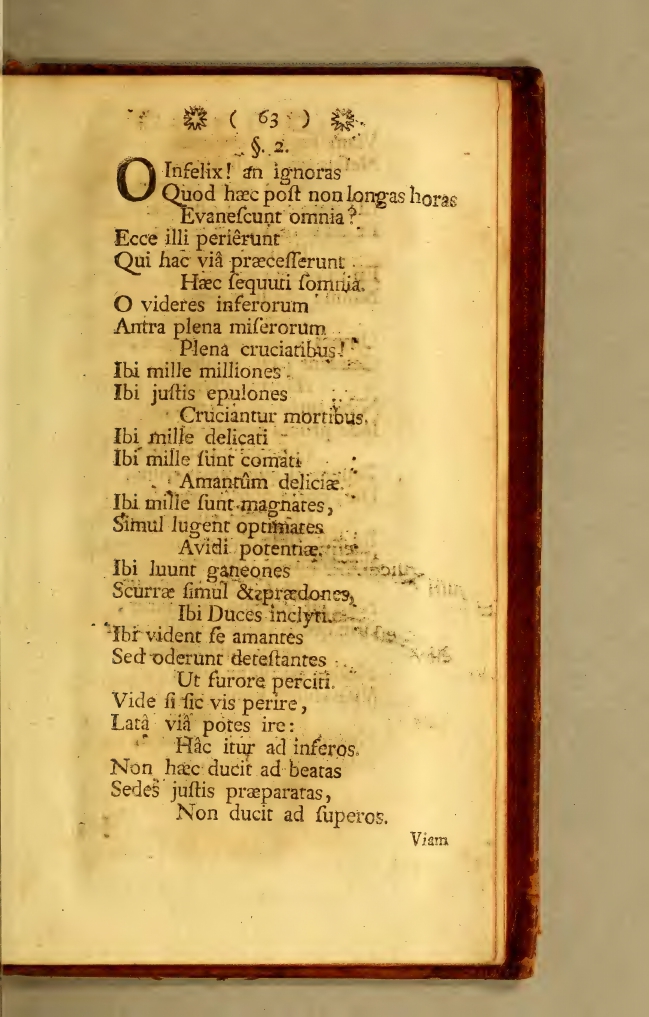 ( 63 )
§. 2.
O Infelix! an ignoras
Quod hæc poſt non longas horas
Evaneſcunt omnia?
Ecce illi periêrunt
Qui hac viâ præceſſerunt
Hæc ſequuti ſomnia.
O videres inferorum
Antra plena miſerorum
Plena cruciatibus!
Ibi mille milliones
Ibi juſtis epulones
Cruciantur mortibus.
Ibi mille delicati
Ibi mille ſunt comati
Amantûm deliciæ.
Ibi mille ſunt magnates,
Simul lugent optimates
Avidi potentiæ.
Ibi luunt ganeones
Scurræ ſimul & prædones,
Ibi Duces inclyti.
Ibi vident ſe amantes
Sed oderunt deteſtantes
Ut furore perciti.
Vide ſi ſic vis perire,
Latâ viâ potes ire:
Hâc itur ad inferos.
Non hæc ducit ad beatas
Sedes juſtis præparatas,
Non ducit ad ſuperos.
Viam